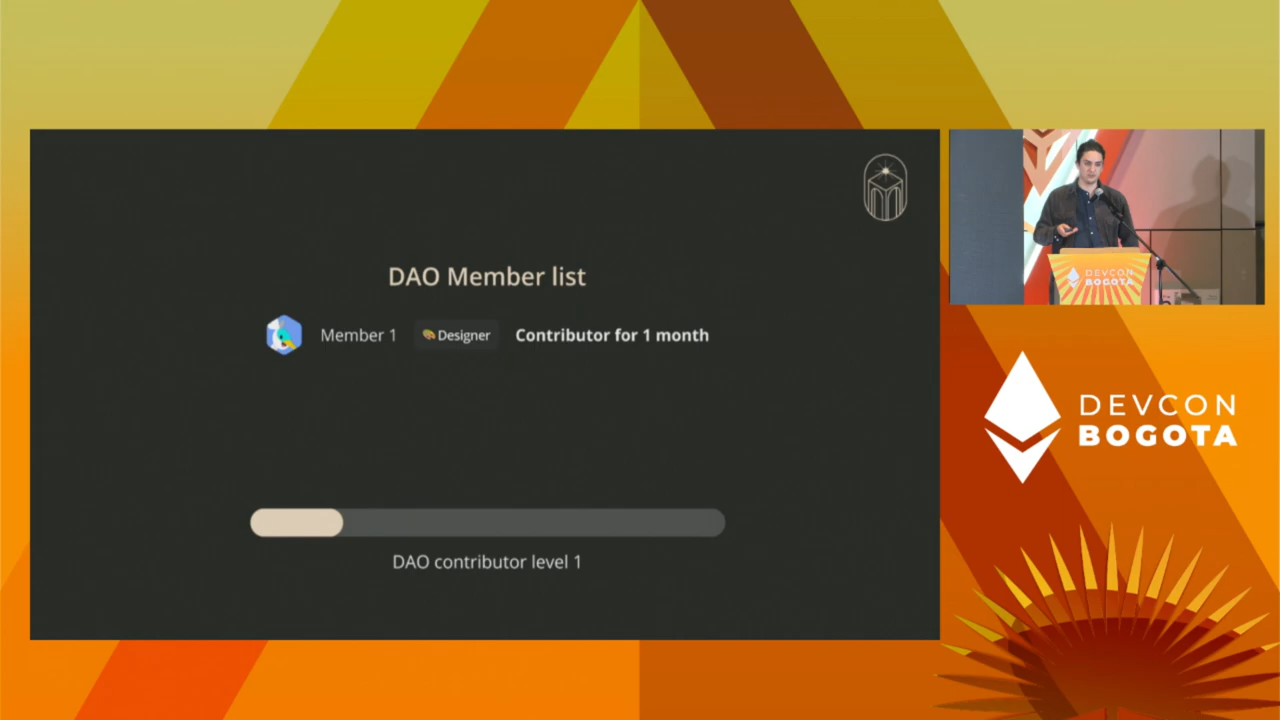 DAO Member list
Member 1 Designer Contributor for 1 month
DAO contributor level 1
DEVCON
BOGOTA
DEVCON
BOGOTA